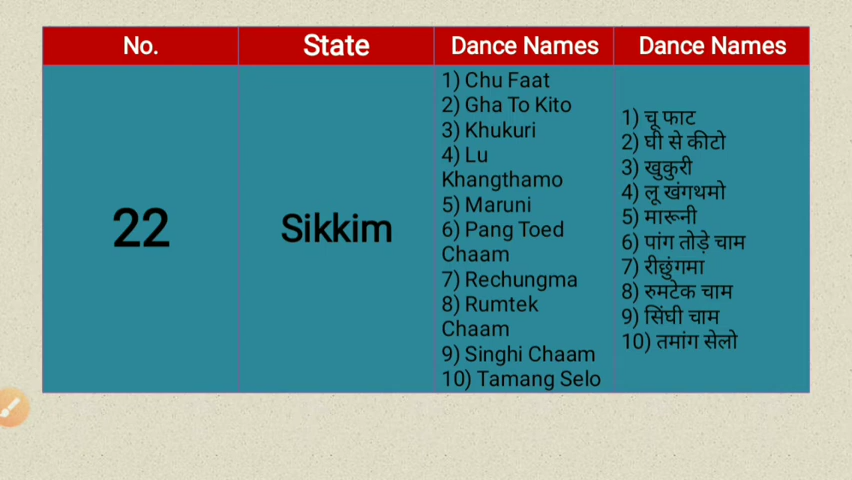 No.
State
Dance Names
Dance Names
22
Sikkim
1) Chu Faat
2) Gha To Kito
3) Khukuri
4) Lu
Khangthamo
5) Maruni
6) Pang Toed
Chaam
7) Rechungma
8) Rumtek
Chaam
9) Singhi Chaam
10) Tamang Selo
1) चू फाट
2) घी से कीटो
3) खुकुरी
4) लू खंगथमो
5) मारूनी
6) पांग तोड़े चाम
7) रीछुंगमा
8) रुमटेक चाम
9) सिंघी चाम
10) तमांग सेलो